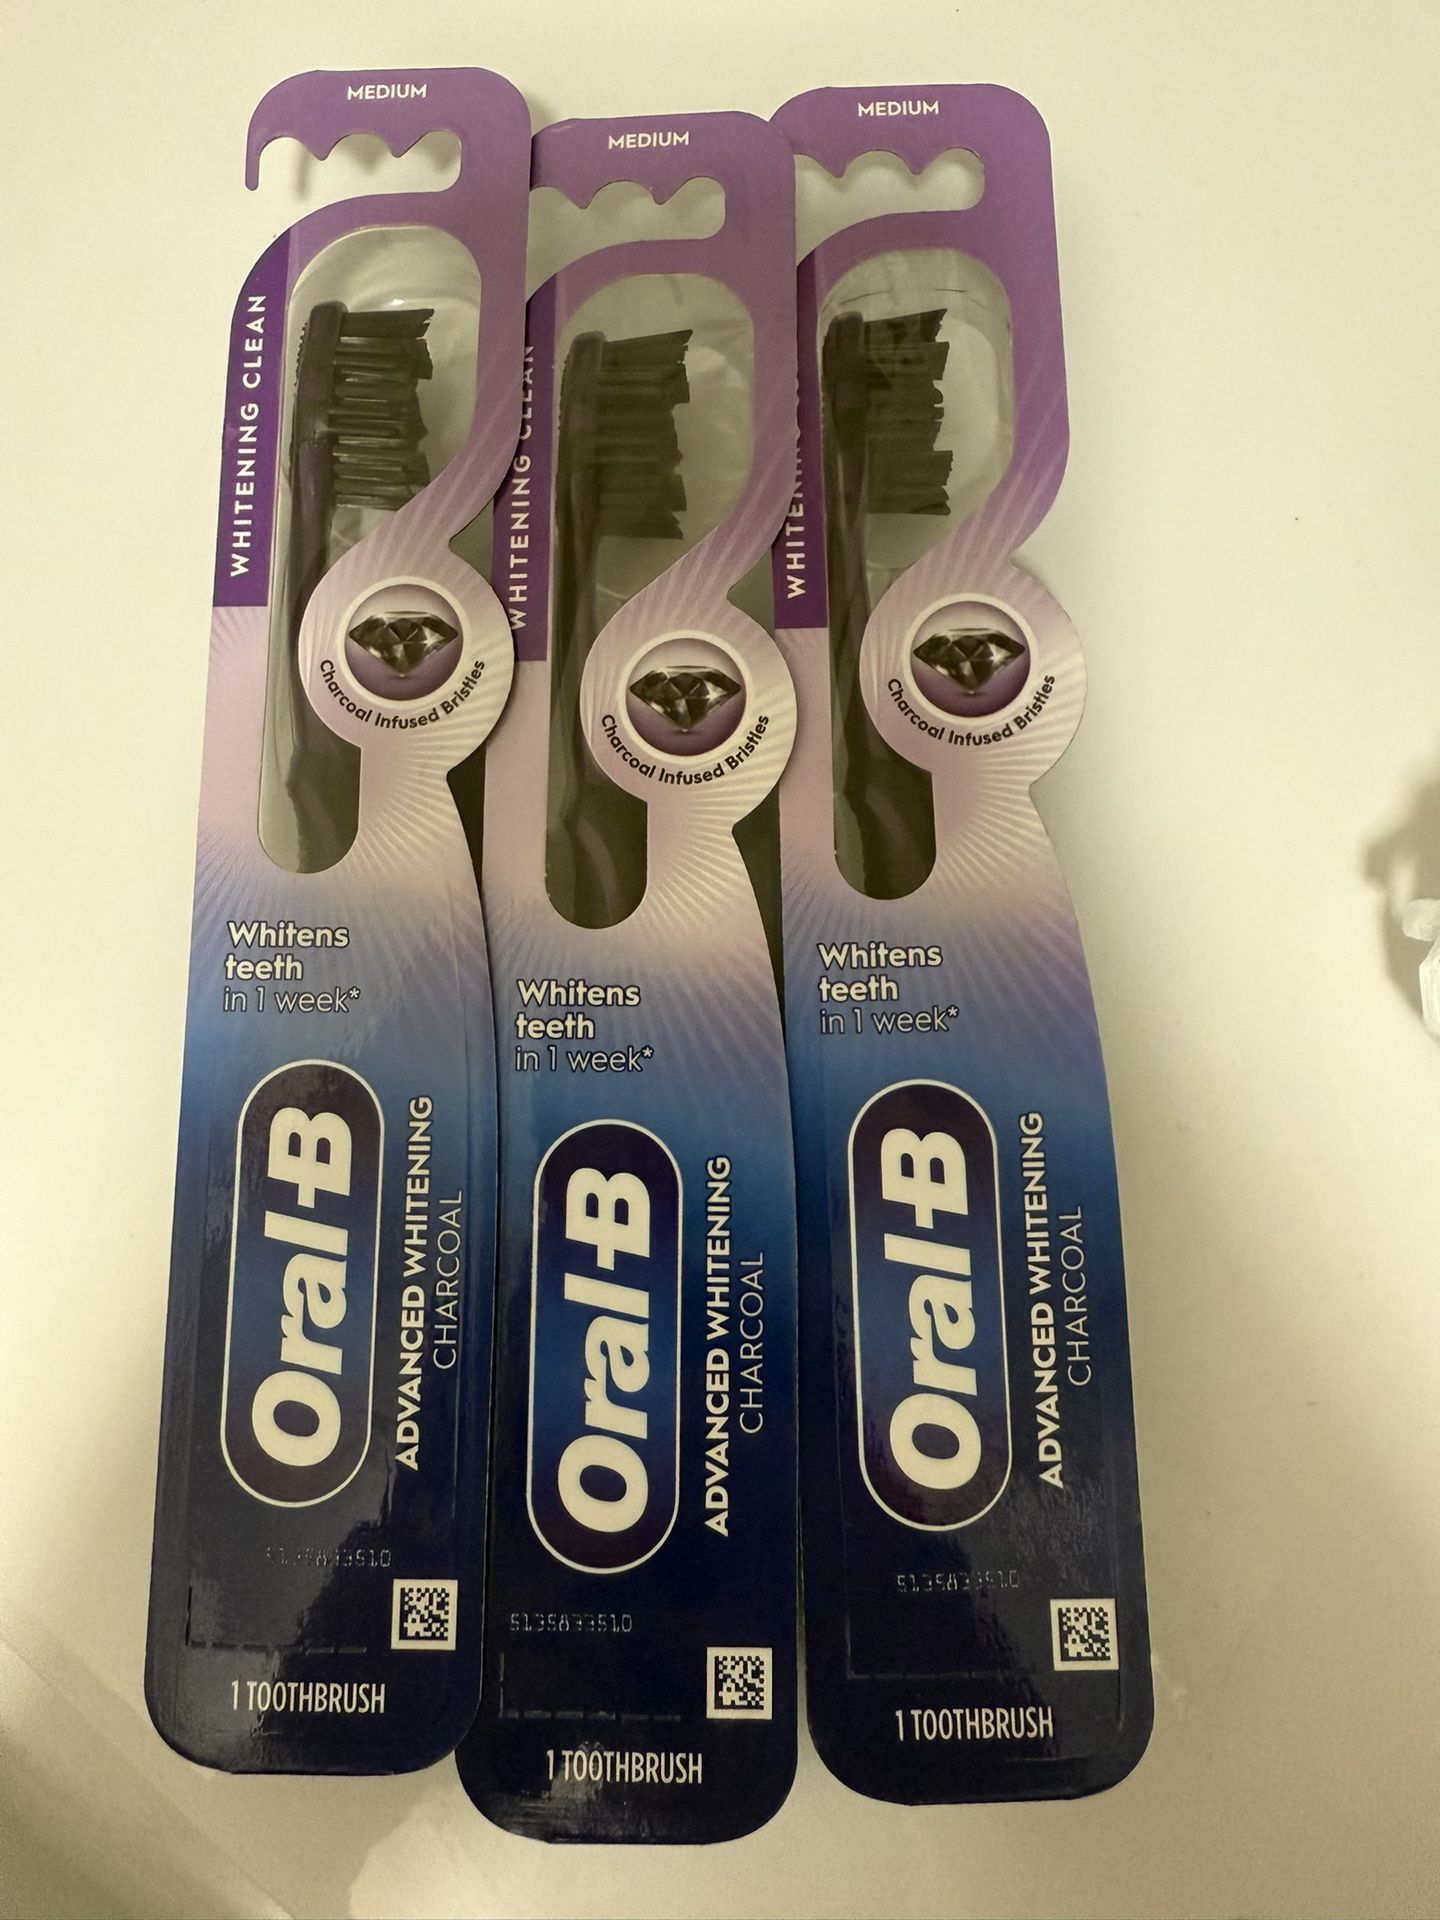 MEDIUM
WHITENING CLEAN
Charcoal Infused Bristles
Whitens
teeth
in 1 week*
Oral-B
ADVANCED WHITENING
CHARCOAL
1 TOOTHBRUSH
MEDIUM
WHITENING CLEAN
Charcoal Infused Bristles
Whitens
teeth
in 1 week*
Oral-B
ADVANCED WHITENING
CHARCOAL
5135833510
1 TOOTHBRUSH
MEDIUM
Charcoal Infused Bristles
Whitens
teeth
in 1 week*
Oral-B
ADVANCED WHITENING
CHARCOAL
1 TOOTHBRUSH